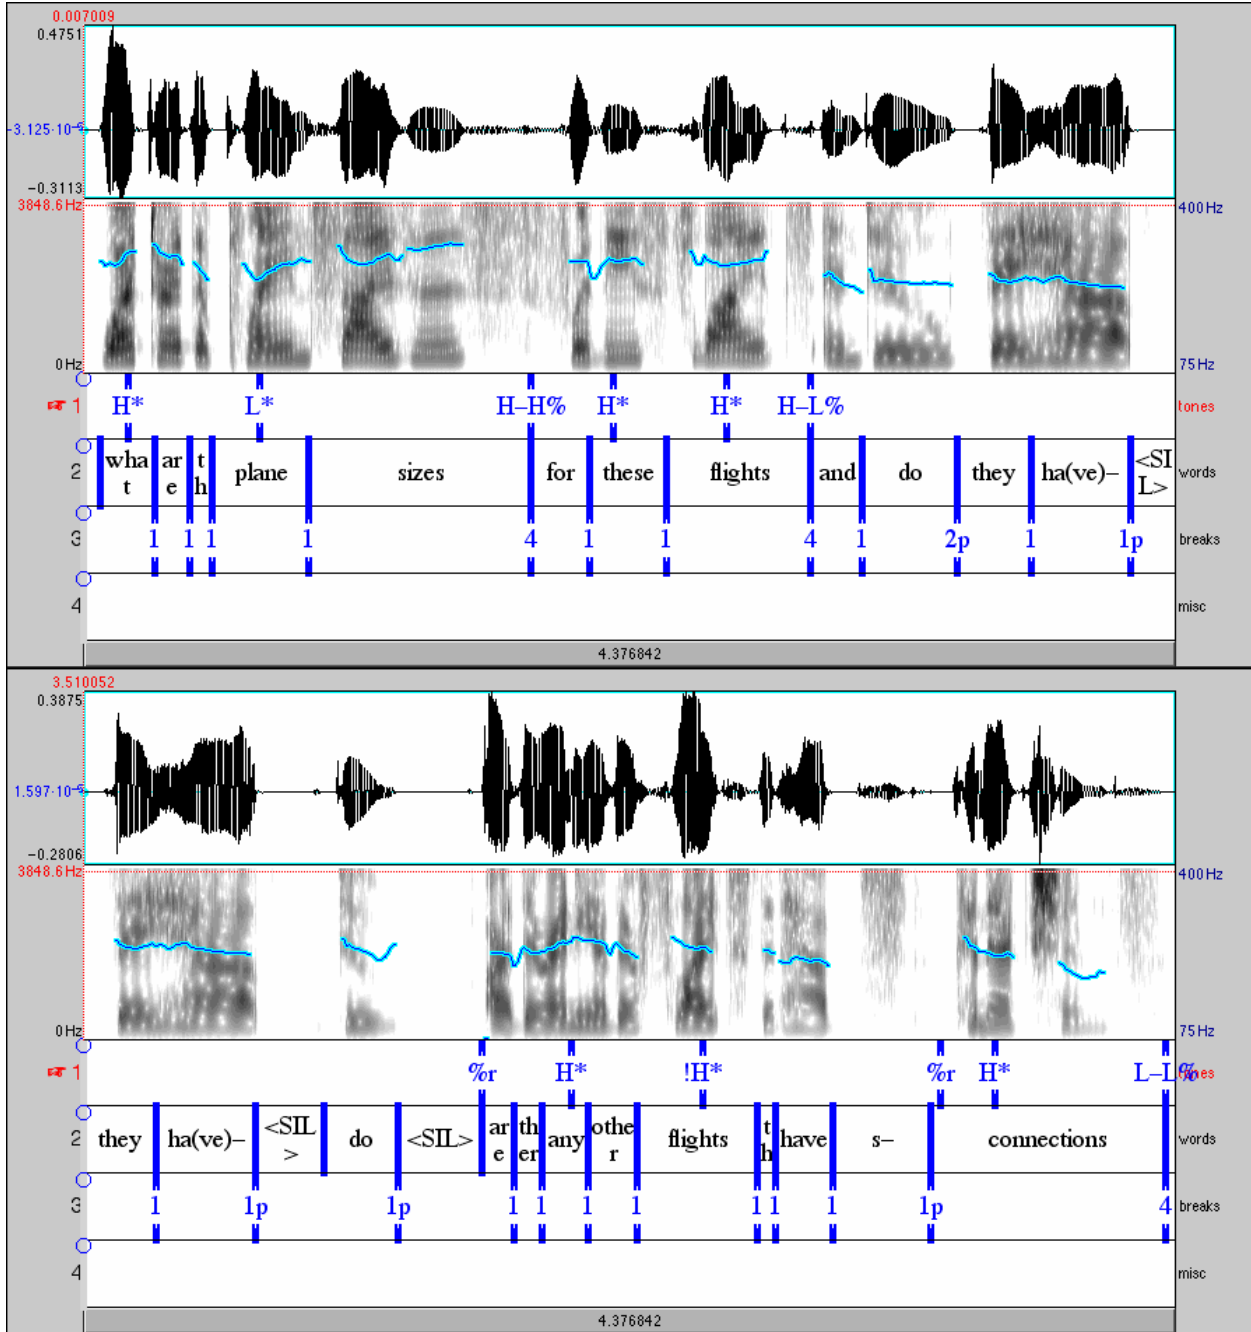 0.007009
0.4751
-3.125·10⁻⁵
-0.3113
3848.6 Hz 400 Hz
0 Hz 75 Hz
1 H* L* H-H% H* H* H-L% tones
2 what are th plane sizes for these flights and do they ha(ve)- <SIL> words
3 1 1 1 1 4 1 1 4 1 2p 1 1p breaks
4 misc
4.376842
3.510052
0.3875
1.597·10⁻⁵
-0.2806
3848.6 Hz 400 Hz
0 Hz 75 Hz
1 %r H* !H* %r H* L-L% tones
2 they ha(ve)- <SIL> do <SIL> are ther any other flights th have s- connections words
3 1 1p 1p 1 1 1 1 1 1 1 1p 4 breaks
4 misc
4.376842